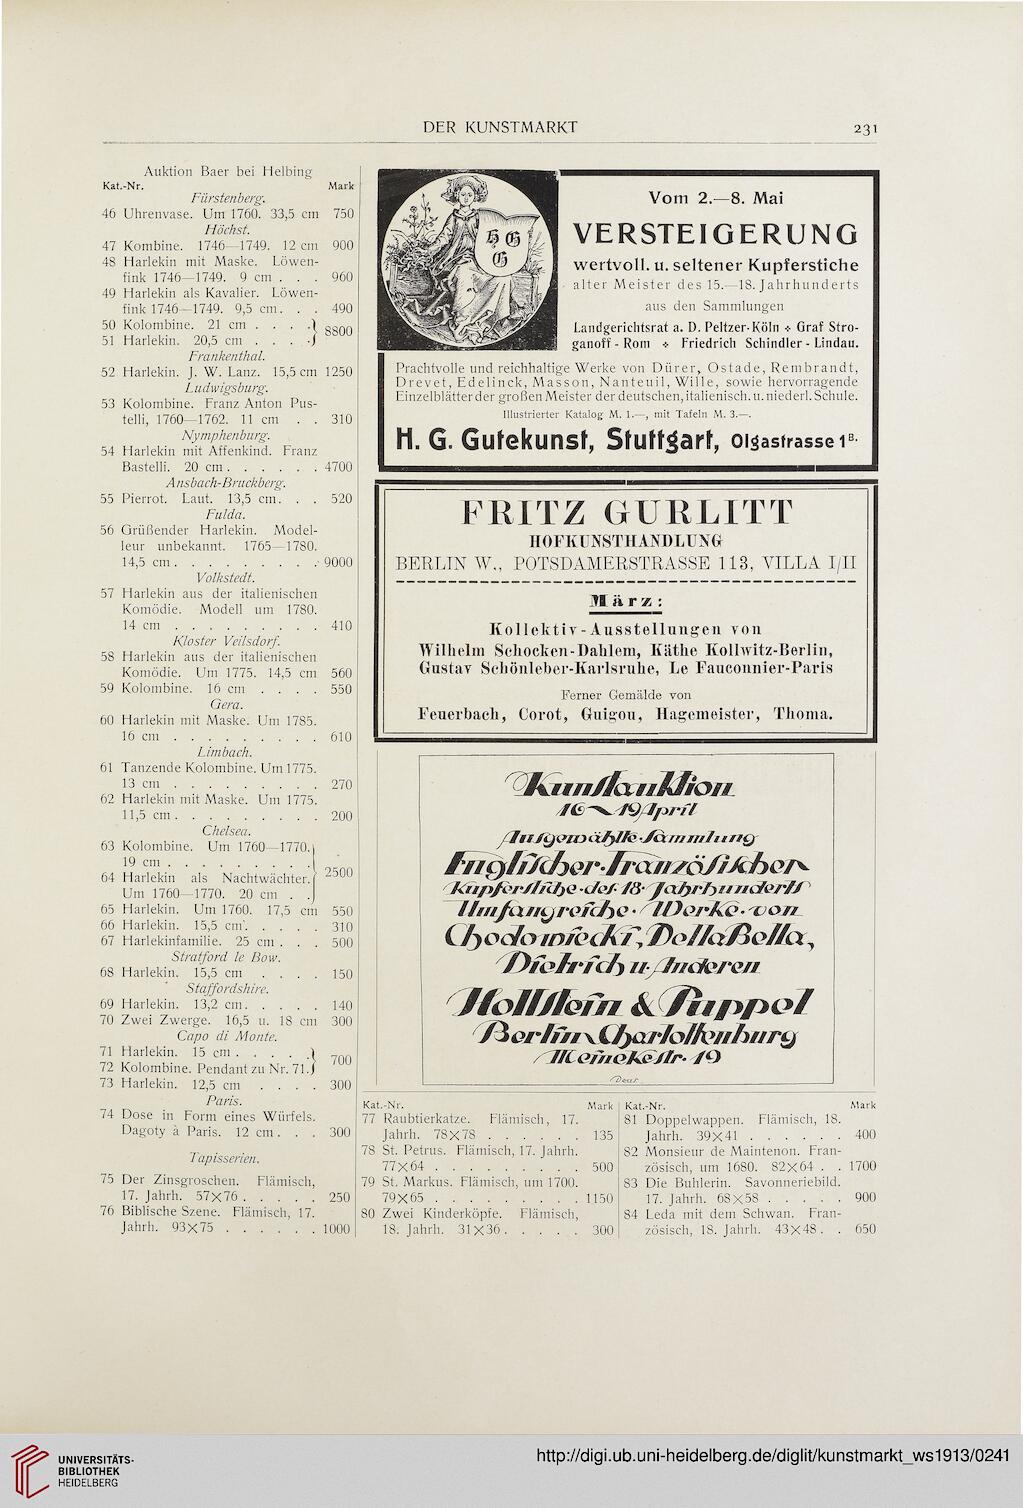 DER KUNSTMARKT
231
Auktion Baer bei Helbing
Kat.-Nr. Mark
Fürstenberg.
46 Uhrenvase. Um 1760. 33,5 cm 750
Höchst.
47 Kombine. 1746—1749. 12 cm 900
48 Harlekin mit Maske. Löwen-
fink 1746—1749. 9 cm . . . 960
49 Harlekin als Kavalier. Löwen-
fink 1746—1749. 9,5 cm. . . 490
50 Kolombine. 21 cm . . . .} 8800
51 Harlekin. 20,5 cm . . . .}
Frankenthal.
52 Harlekin. J. W. Lanz. 15,5 cm 1250
Ludwigsburg.
53 Kolombine. Franz Anton Pus-
telli, 1760—1762. 11 cm . . 310
Nymphenburg.
54 Harlekin mit Affenkind. Franz
Bastelli. 20 cm . . . . . . 4700
Ansbach-Bruckberg.
55 Pierrot. Laut. 13,5 cm. . . 520
Fulda.
56 Grüßender Harlekin. Model-
leur unbekannt. 1765—1780.
14,5 cm . . . . . . . . . 9000
Volkstedt.
57 Harlekin aus der italienischen
Komödie. Modell um 1780.
14 cm . . . . . . . . . 410
Kloster Veilsdorf.
58 Harlekin aus der italienischen
Komödie. Um 1775. 14,5 cm 560
59 Kolombine. 16 cm . . . . 550
Gera.
60 Harlekin mit Maske. Um 1785.
16 cm . . . . . . . . . 610
Limbach.
61 Tanzende Kolombine. Um 1775.
13 cm . . . . . . . . . 270
62 Harlekin mit Maske. Um 1775.
11,5 cm . . . . . . . . . 200
Chelsea.
63 Kolombine. Um 1760—1770.}
19 cm . . . . . . . . .} 2500
64 Harlekin als Nachtwächter.}
Um 1760—1770. 20 cm . .}
65 Harlekin. Um 1760. 17,5 cm 550
66 Harlekin. 15,5 cm . . . . . 310
67 Harlekinfamilie. 25 cm . . . 500
Stratford le Bow.
68 Harlekin. 15,5 cm . . . . 150
Staffordshire.
69 Harlekin. 13,2 cm . . . . . 140
70 Zwei Zwerge. 16,5 u. 18 cm 300
Capo di Monte.
71 Harlekin. 15 cm . . . . .} 700
72 Kolombine. Pendant zu Nr. 71.}
73 Harlekin. 12,5 cm . . . . 300
Paris.
74 Dose in Form eines Würfels.
Dagoty à Paris. 12 cm . . . 300
Tapisserien.
75 Der Zinsgroschen. Flämisch,
17. Jahrh. 57×76 . . . . . 250
76 Biblische Szene. Flämisch, 17.
Jahrh. 93×75 . . . . . . 1000
H G
G
Vom 2.—8. Mai
VERSTEIGERUNG
wertvoll. u. seltener Kupferstiche
alter Meister des 15.—18. Jahrhunderts
aus den Sammlungen
Landgerichtsrat a. D. Peltzer-Köln ✧ Graf Stro-
ganoff - Rom ✧ Friedrich Schindler - Lindau.
Prachtvolle und reichhaltige Werke von Dürer, Ostade, Rembrandt,
Drevet, Edelinck, Masson, Nanteuil, Wille, sowie hervorragende
Einzelblätter der großen Meister der deutschen, italienisch. u. niederl. Schule.
Illustrierter Katalog M. 1.—, mit Tafeln M. 3.—.
H. G. Gutekunst, Stuttgart, Olgastrasse 1B.
FRITZ GURLITT
HOFKUNSTHANDLUNG
BERLIN W., POTSDAMERSTRASSE 113, VILLA I/II
März:
Kollektiv-Ausstellungen von
Wilhelm Schocken-Dahlem, Käthe Kollwitz-Berlin,
Gustav Schönleber-Karlsruhe, Le Fauconnier-Paris
Ferner Gemälde von
Feuerbach, Corot, Guigou, Hagemeister, Thoma.
Kunstauktion
16~19 April
Ausgewählte Sammlung
Englischer-Französischer
Kupferstiche-des-18-Jahrhunderts
Umfangreiche-Werke-von
Chodowiecki, Della Bella,
Dietrich u. Anderen
Hollstein & Puppel
Berlin Charlottenburg
Meinekestr. 19
Kat.-Nr. Mark
77 Raubtierkatze. Flämisch, 17.
Jahrh. 78×78 . . . . . . 135
78 St. Petrus. Flämisch, 17. Jahrh.
77×64 . . . . . . . . . 500
79 St. Markus. Flämisch, um 1700.
79×65 . . . . . . . . . 1150
80 Zwei Kinderköpfe. Flämisch,
18. Jahrh. 31×36 . . . . . 300
Kat.-Nr. Mark
81 Doppelwappen. Flämisch, 18.
Jahrh. 39×41 . . . . . . 400
82 Monsieur de Maintenon. Fran-
zösisch, um 1680. 82×64 . . 1700
83 Die Buhlerin. Savonneriebild.
17. Jahrh. 68×58 . . . . . 900
84 Leda mit dem Schwan. Fran-
zösisch, 18. Jahrh. 43×48 . . 650
UNIVERSITÄTS-
BIBLIOTHEK
HEIDELBERG
http://digi.ub.uni-heidelberg.de/diglit/kunstmarkt_ws1913/0241